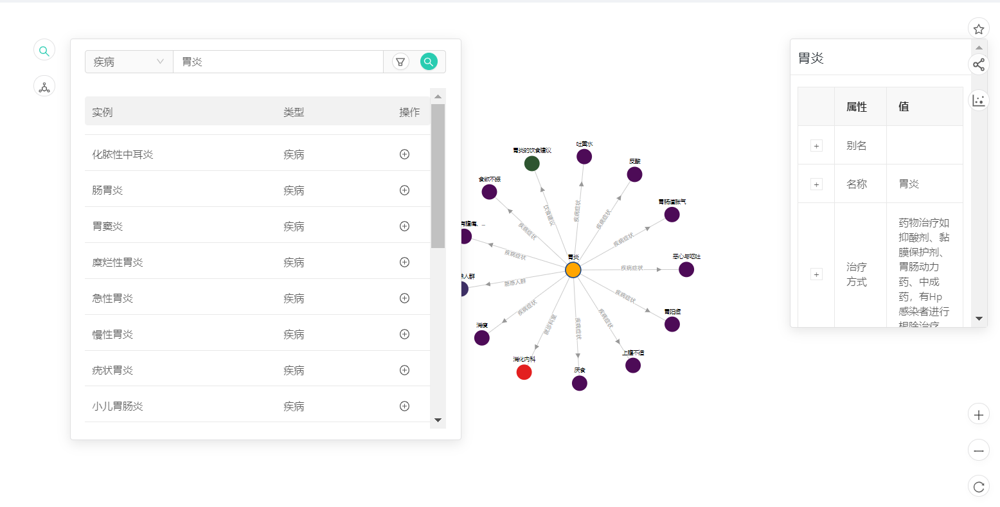 疾病
胃炎
实例 类型 操作
化脓性中耳炎 疾病
肠胃炎 疾病
胃窦炎 疾病
糜烂性胃炎 疾病
急性胃炎 疾病
慢性胃炎 疾病
疣状胃炎 疾病
小儿胃肠炎 疾病
吐黄水
胃炎的饮食建议
反酸
食欲不振
胃肠道胀气
有腹痛、...
胃炎
恶心与呕吐
人群
胃阳虚
消瘦
上腹不适
消化内科
厌食
疾病症状
饮食建议
疾病症状
疾病症状
疾病症状
疾病症状
疾病症状
易感人群
疾病症状
疾病症状
就诊科室
疾病症状
疾病症状
疾病症状
胃炎
属性 值
别名
名称 胃炎
治疗
方式
药物治疗如
抑酸剂、黏
膜保护剂、
胃肠动力
药、中成
药，有Hp
感染者进行
根除治疗